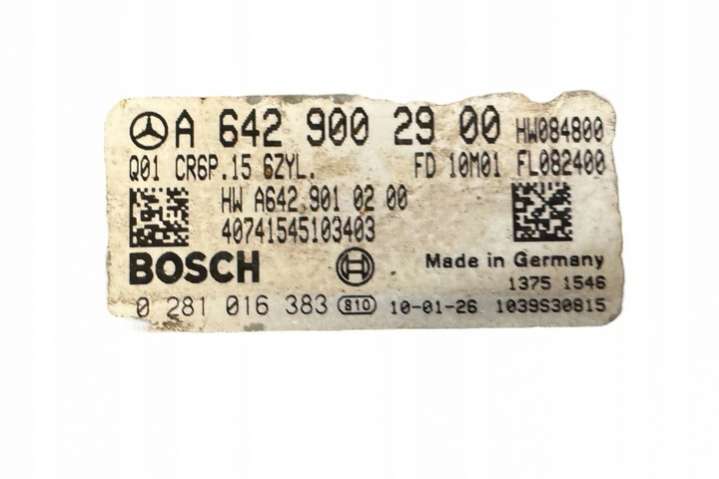 A 642 900 29 00 HW084800
Q01 CR6P.15 6ZYL. FD 10M01 FL082400
HW A642 901 02 00
40741545103403
BOSCH Made in Germany
1375 1546
0 281 016 383 810 10-01-26 1039S30815